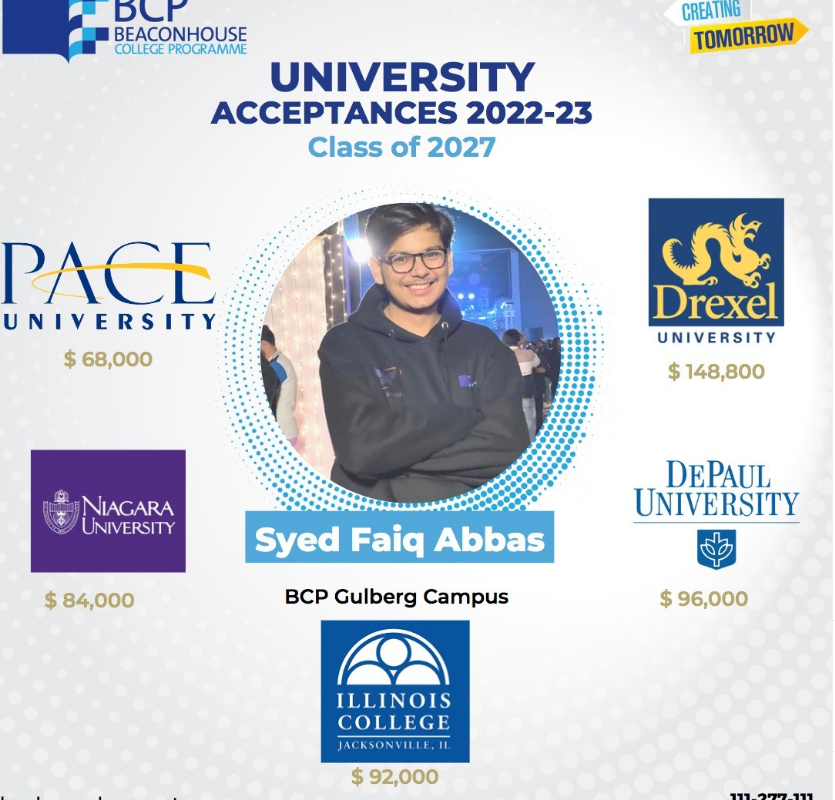 BCP
BEACONHOUSE
COLLEGE PROGRAMME
CREATING
TOMORROW
UNIVERSITY
ACCEPTANCES 2022-23
Class of 2027
PACE
UNIVERSITY
$ 68,000
Drexel
UNIVERSITY
$ 148,800
NIAGARA
UNIVERSITY
$ 84,000
DEPAUL
UNIVERSITY
$ 96,000
Syed Faiq Abbas
BCP Gulberg Campus
ILLINOIS
COLLEGE
JACKSONVILLE, IL
$ 92,000
111-277-111